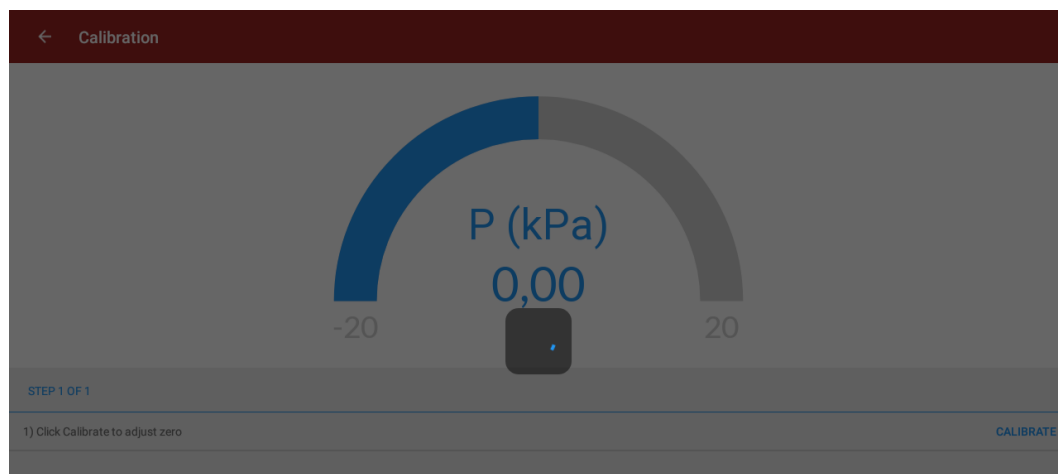 Calibration
P (kPa)
0,00
-20 20
STEP 1 OF 1
1) Click Calibrate to adjust zero CALIBRATE